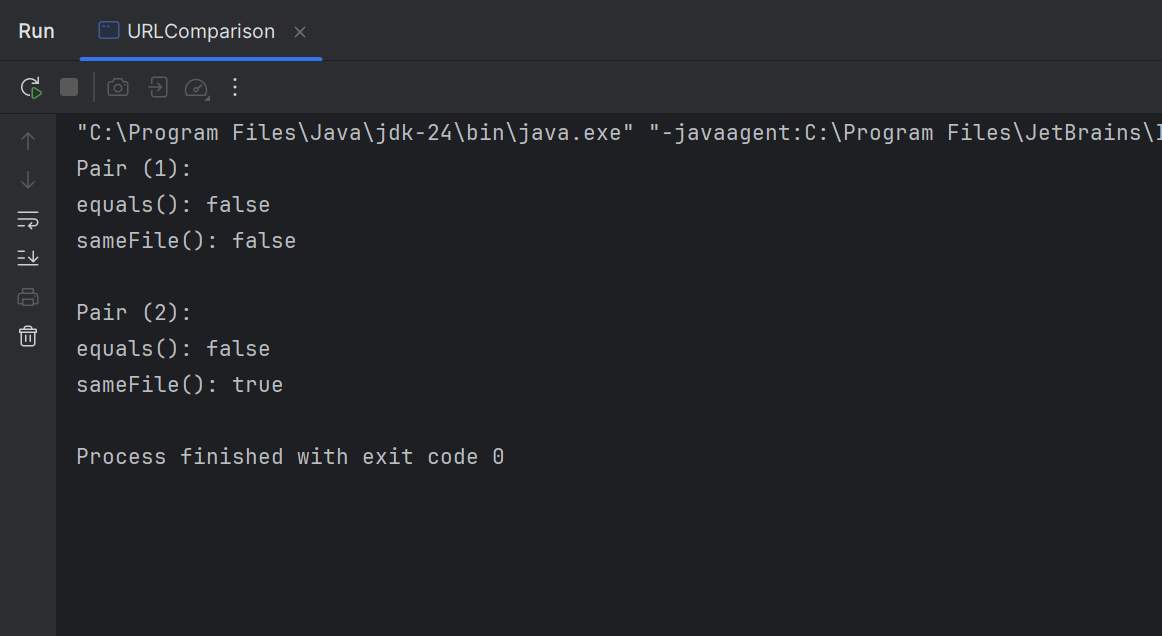 Run
URLComparison
"C:\Program Files\Java\jdk-24\bin\java.exe" "-javaagent:C:\Program Files\JetBrains\
Pair (1):
equals(): false
sameFile(): false
Pair (2):
equals(): false
sameFile(): true
Process finished with exit code 0